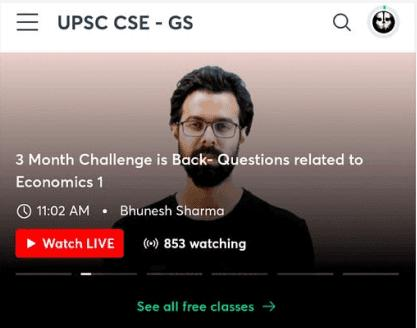 UPSC CSE - GS
3 Month Challenge is Back- Questions related to
Economics 1
11:02 AM • Bhunesh Sharma
Watch LIVE
853 watching
See all free classes →